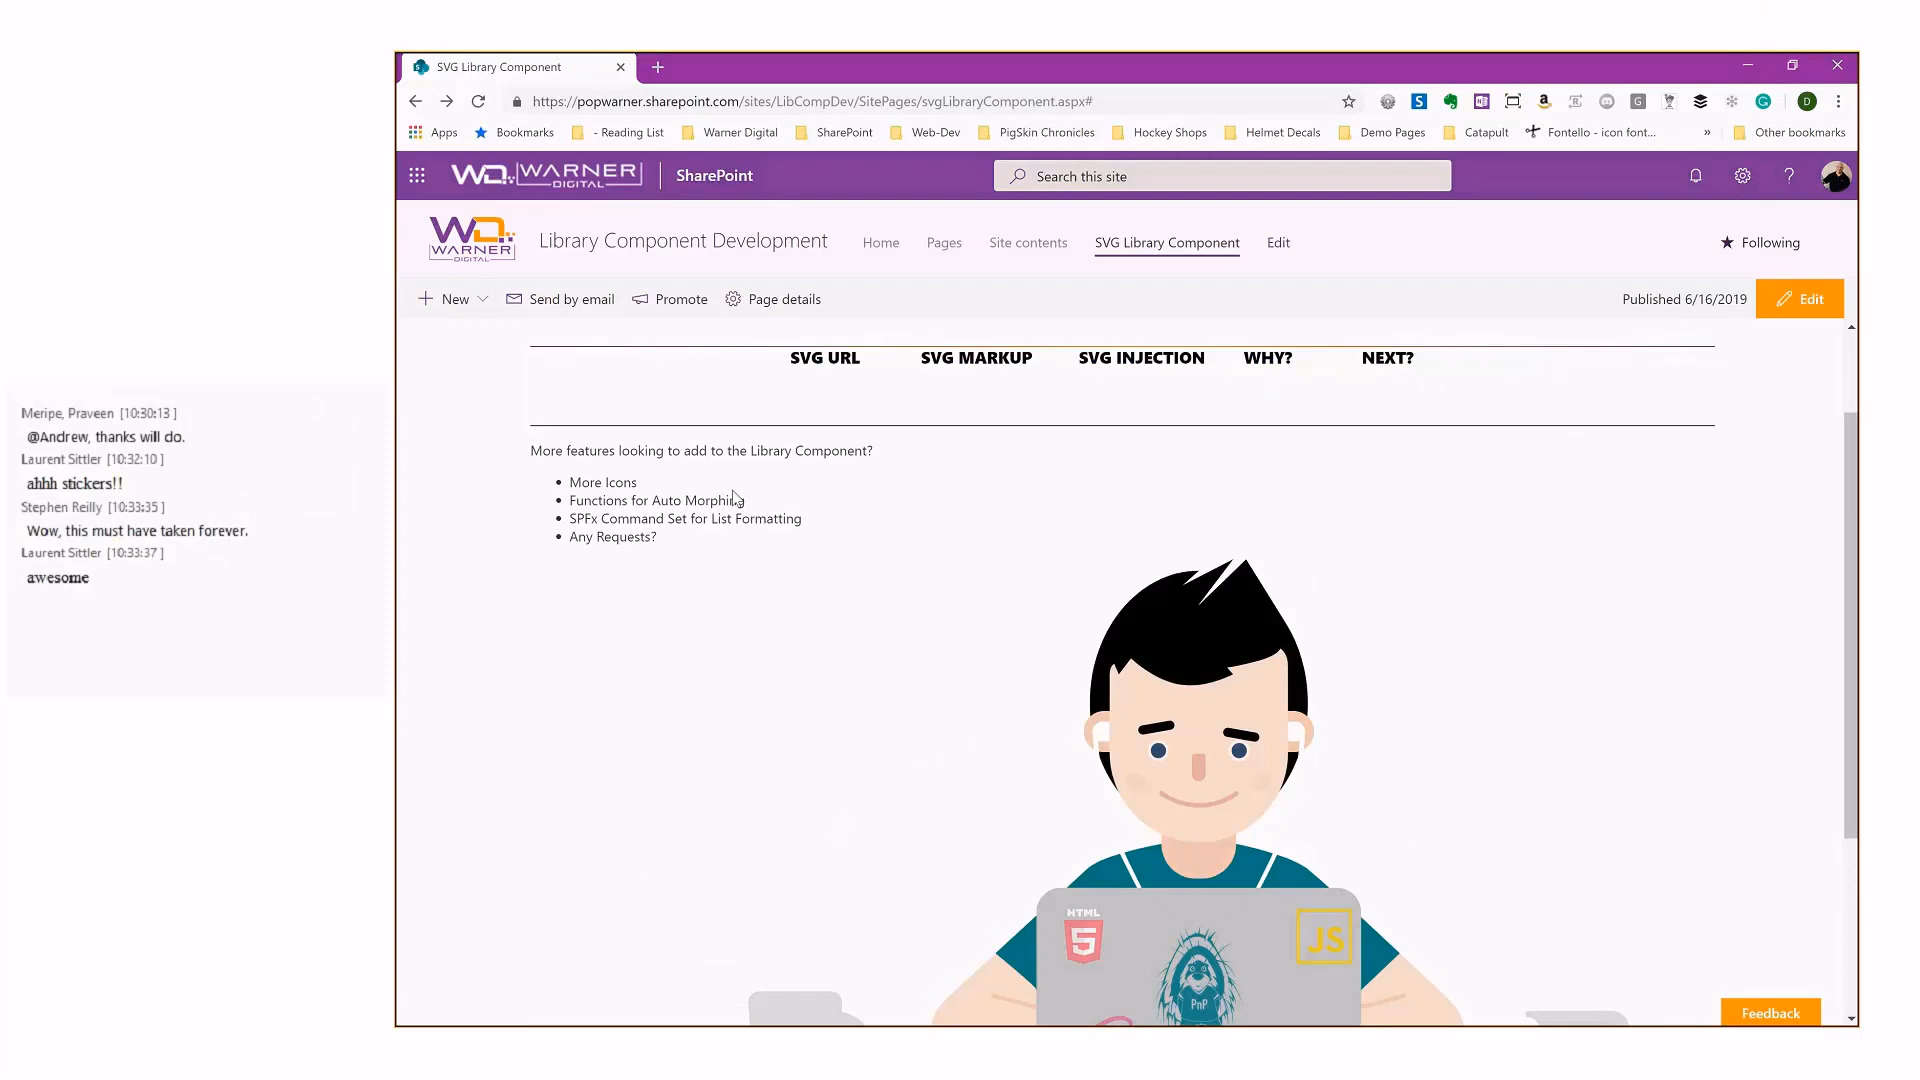 SVG Library Component
https://popwarner.sharepoint.com/sites/LibCompDev/SitePages/svgLibraryComponent.aspx#
S
G
G
D
Apps
Bookmarks
- Reading List
Warner Digital
SharePoint
Web-Dev
PigSkin Chronicles
Hockey Shops
Helmet Decals
Demo Pages
Catapult
Fontello - icon font...
»
Other bookmarks
WD WARNER DIGITAL
SharePoint
Search this site
?
WD WARNER DIGITAL
Library Component Development
Home
Pages
Site contents
SVG Library Component
Edit
Following
New
Send by email
Promote
Page details
Published 6/16/2019
Edit
SVG URL
SVG MARKUP
SVG INJECTION
WHY?
NEXT?
More features looking to add to the Library Component?
• More Icons
• Functions for Auto Morphing
• SPFx Command Set for List Formatting
• Any Requests?
HTML
5
JS
PnP
Feedback
Meripe, Praveen [10:30:13 ]
@Andrew, thanks will do.
Laurent Sittler [10:32:10 ]
ahhh stickers!!
Stephen Reilly [10:33:35 ]
Wow, this must have taken forever.
Laurent Sittler [10:33:37 ]
awesome